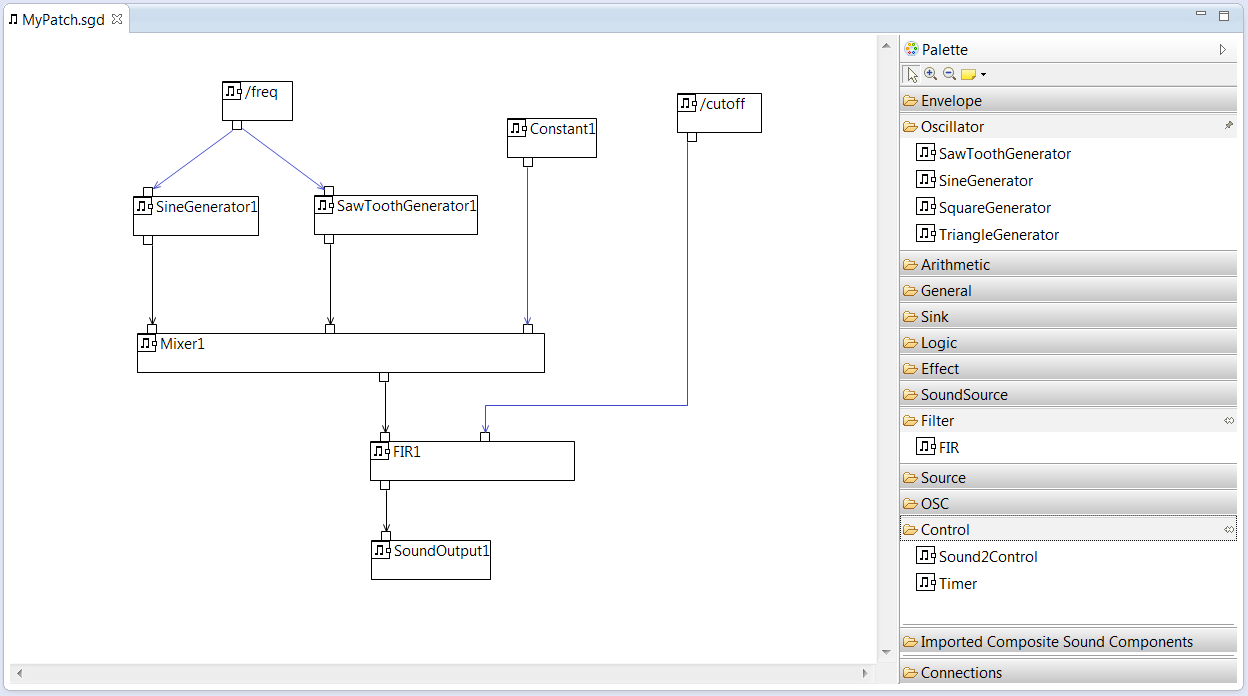 MyPatch.sgd
/freq
/cutoff
Constant1
SineGenerator1
SawToothGenerator1
Mixer1
FIR1
SoundOutput1
Palette
Envelope
Oscillator
SawToothGenerator
SineGenerator
SquareGenerator
TriangleGenerator
Arithmetic
General
Sink
Logic
Effect
SoundSource
Filter
FIR
Source
OSC
Control
Sound2Control
Timer
Imported Composite Sound Components
Connections